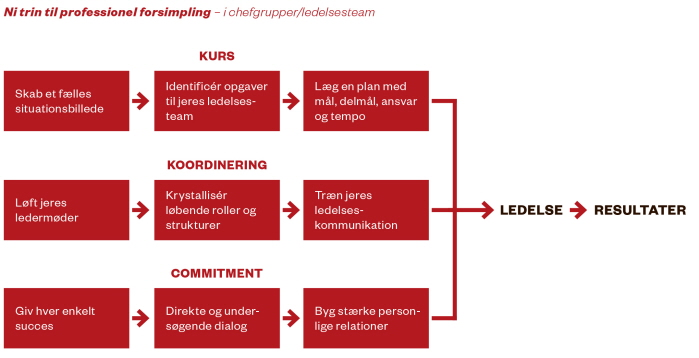 Ni trin til professionel forsimpling – i chefgrupper/ledelsesteam
KURS
Skab et fælles
situationsbillede
Identificér opgaver
til jeres ledelses-
team
Læg en plan med
mål, delmål, ansvar
og tempo
KOORDINERING
Løft jeres
ledermøder
Krystallisér
løbende roller og
strukturer
Træn jeres
ledelses-
kommunikation
LEDELSE
RESULTATER
COMMITMENT
Giv hver enkelt
succes
Direkte og under-
søgende dialog
Byg stærke person-
lige relationer